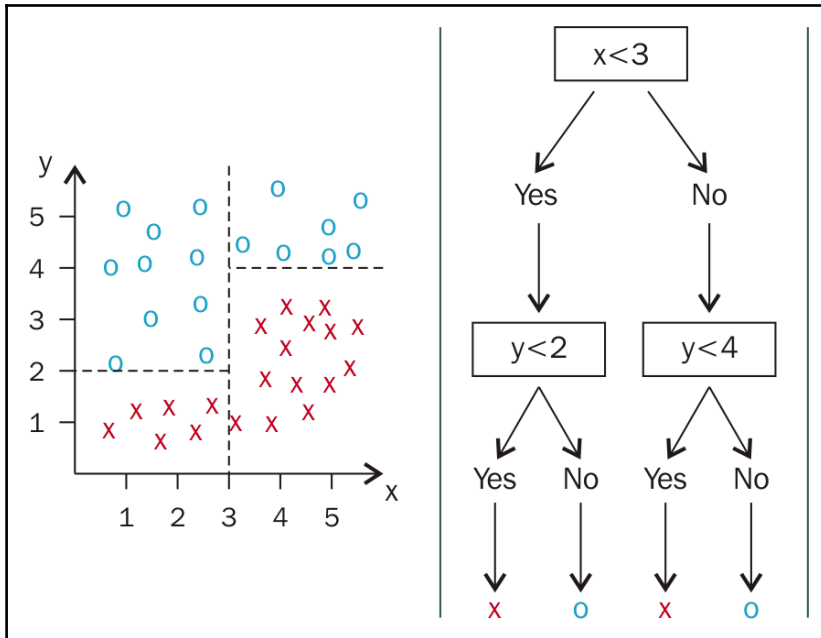 y
5
4
3
2
1
1 2 3 4 5
x
x<3
Yes No
y<2 y<4
Yes No Yes No
x o x o